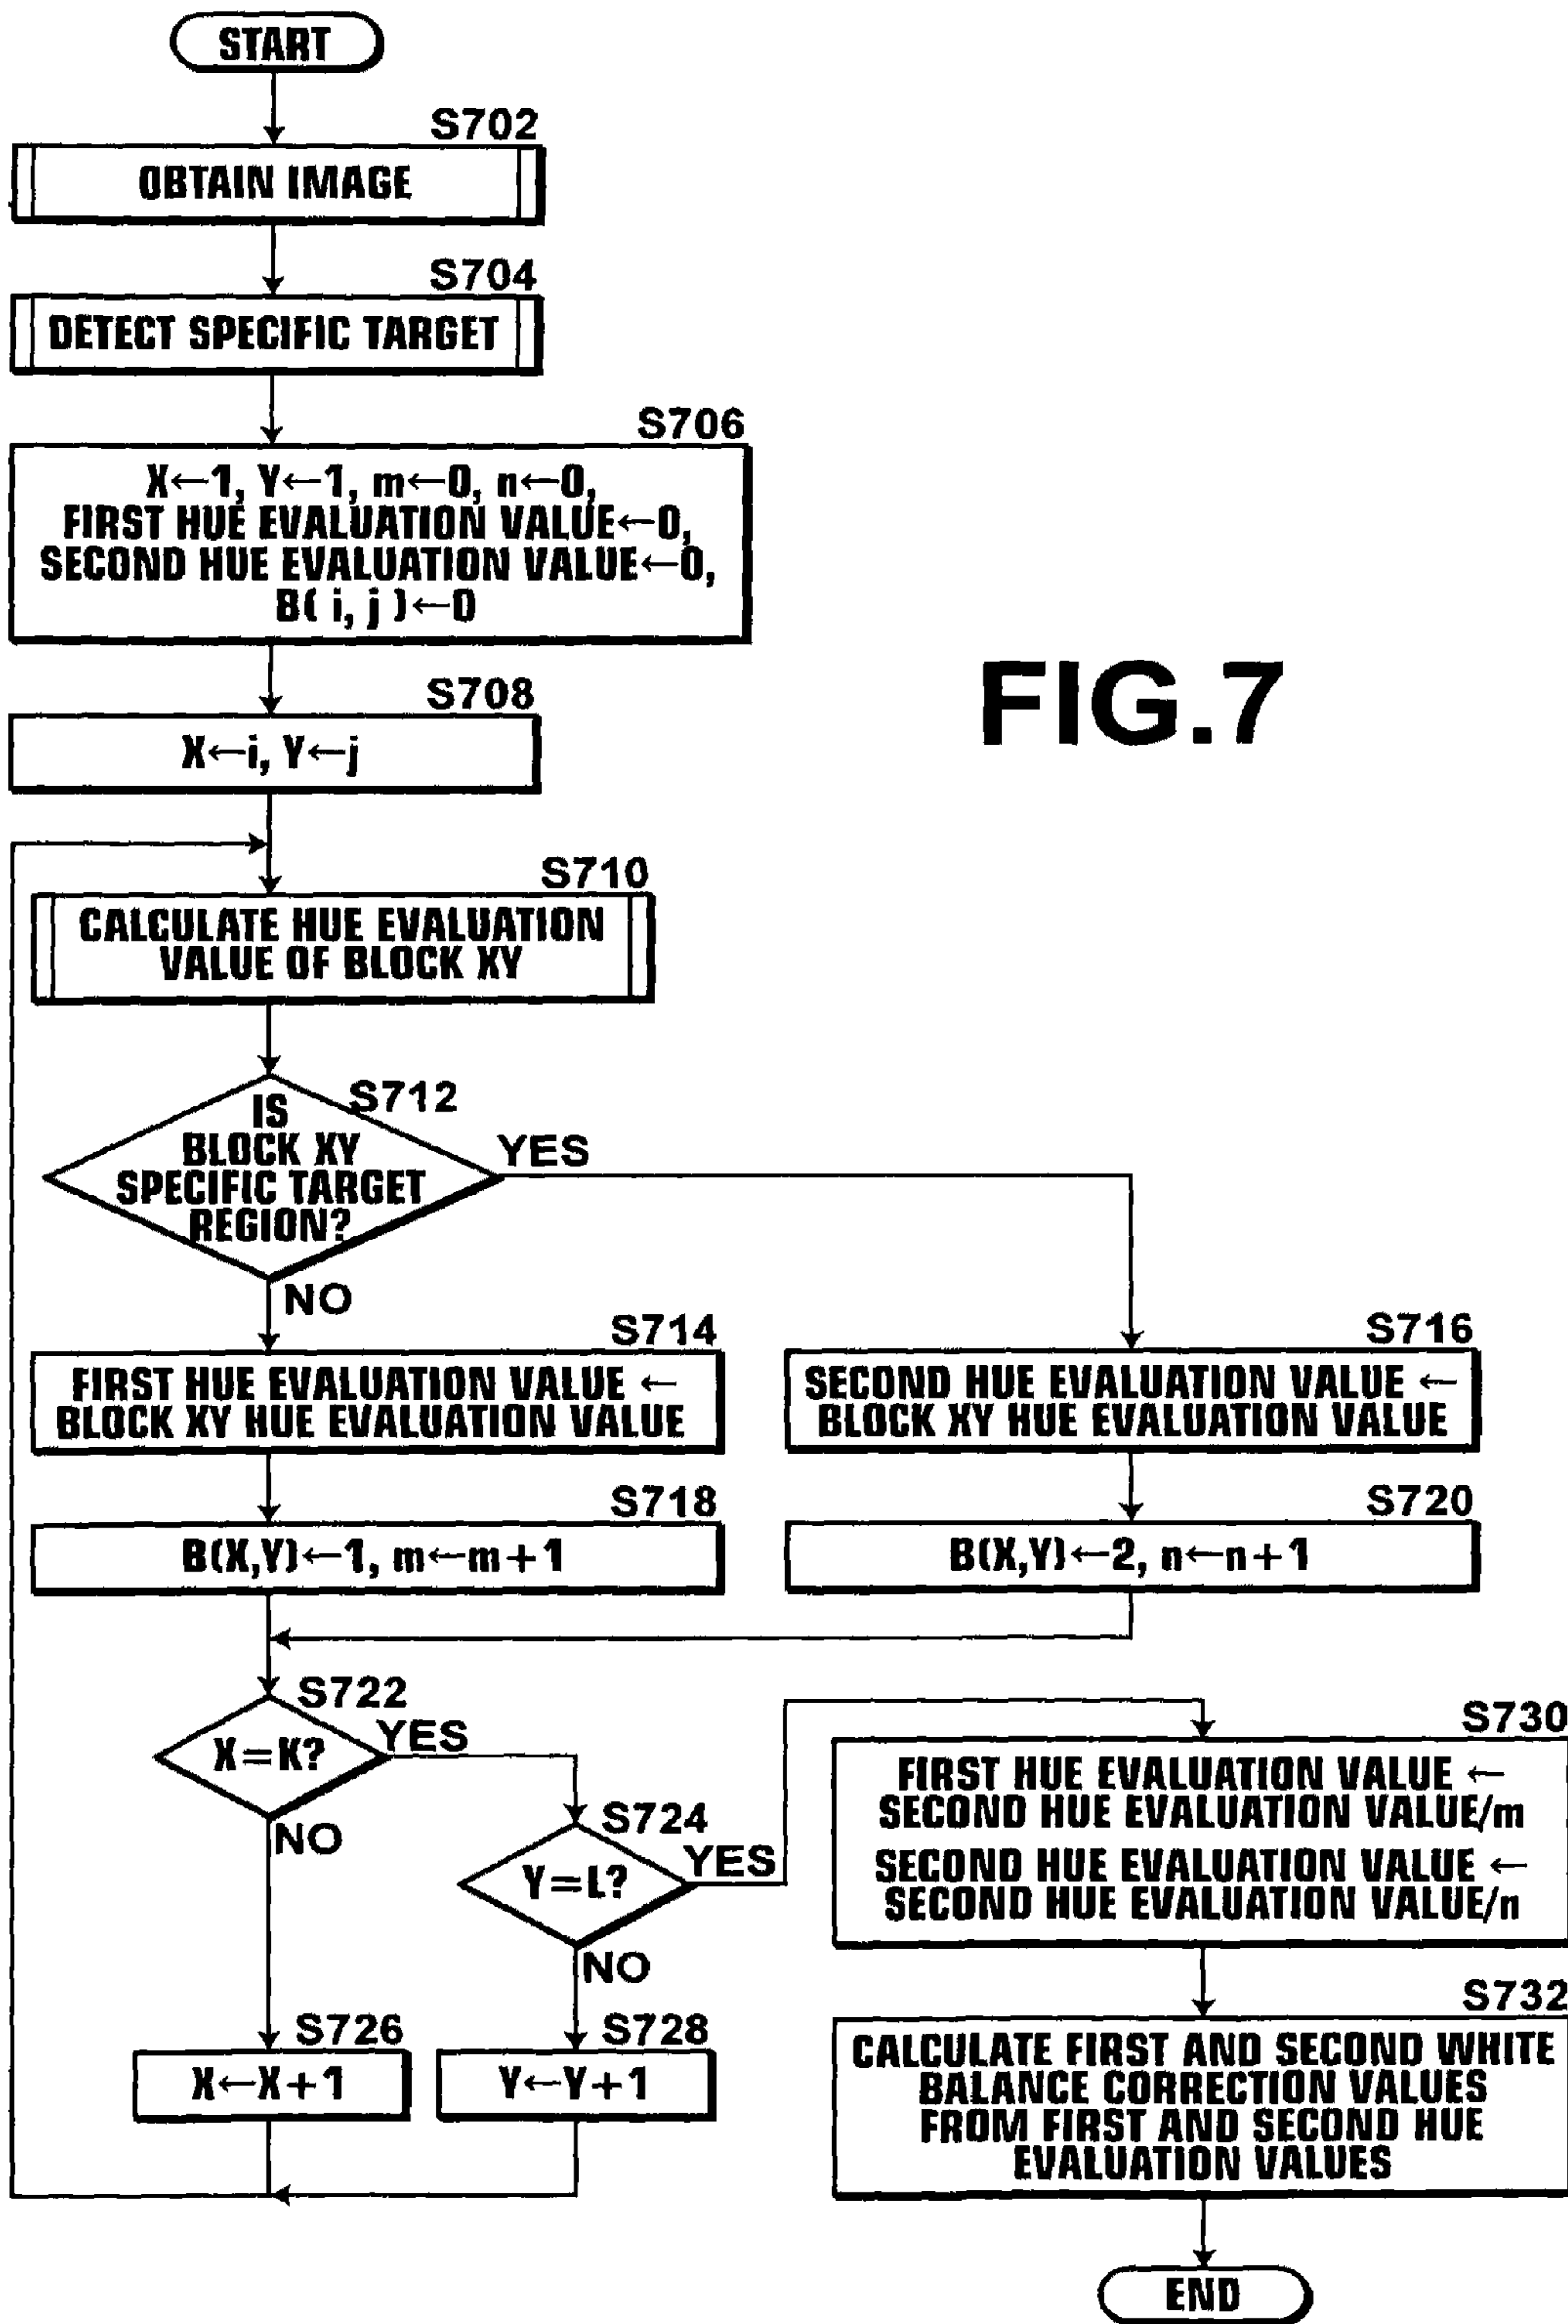 START
S702
OBTAIN IMAGE
S704
DETECT SPECIFIC TARGET
S706
X←1, Y←1, m←0, n←0,
FIRST HUE EVALUATION VALUE←0,
SECOND HUE EVALUATION VALUE←0,
B( i, j )←0
FIG.7
S708
X←i, Y←j
S710
CALCULATE HUE EVALUATION
VALUE OF BLOCK XY
S712
IS
BLOCK XY
SPECIFIC TARGET
REGION?
YES
NO
S714
FIRST HUE EVALUATION VALUE ←
BLOCK XY HUE EVALUATION VALUE
S716
SECOND HUE EVALUATION VALUE ←
BLOCK XY HUE EVALUATION VALUE
S718
B(X,Y)←1, m←m+1
S720
B(X,Y)←2, n←n+1
S722
X=K?
YES
NO
S724
Y=L?
YES
NO
S726
X←X+1
S728
Y←Y+1
S730
FIRST HUE EVALUATION VALUE ←
SECOND HUE EVALUATION VALUE/m
SECOND HUE EVALUATION VALUE ←
SECOND HUE EVALUATION VALUE/n
S732
CALCULATE FIRST AND SECOND WHITE
BALANCE CORRECTION VALUES
FROM FIRST AND SECOND HUE
EVALUATION VALUES
END